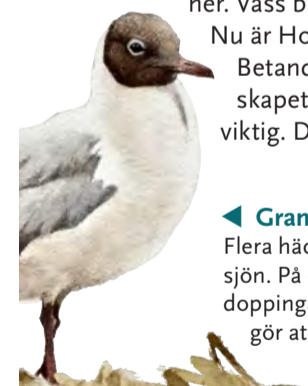 ner. Vass b
Nu är Ho
Betand
skapet
viktig. D
◀ Gran
Flera häc
sjön. På
dopping
gör at